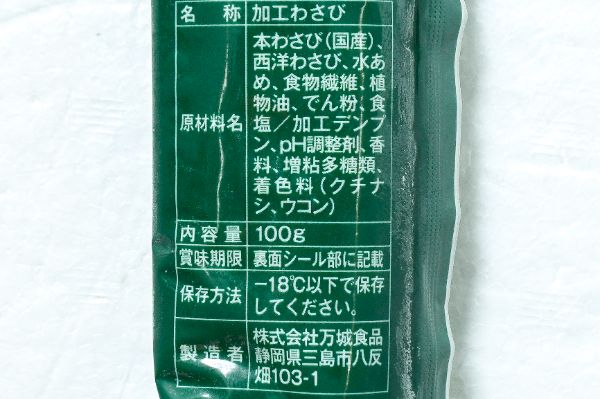 名称 加工わさび
原材料名 本わさび(国産)、
西洋わさび、水あ
め、食物繊維、植
物油、でん粉、食
塩/加工デンプ
ン、pH調整剤、香
料、増粘多糖類、
着色料(クチナ
シ、ウコン)
内容量 100g
賞味期限 裏面シール部に記載
保存方法 −18℃以下で保存
してください。
製造者 株式会社万城食品
静岡県三島市八反
畑103-1